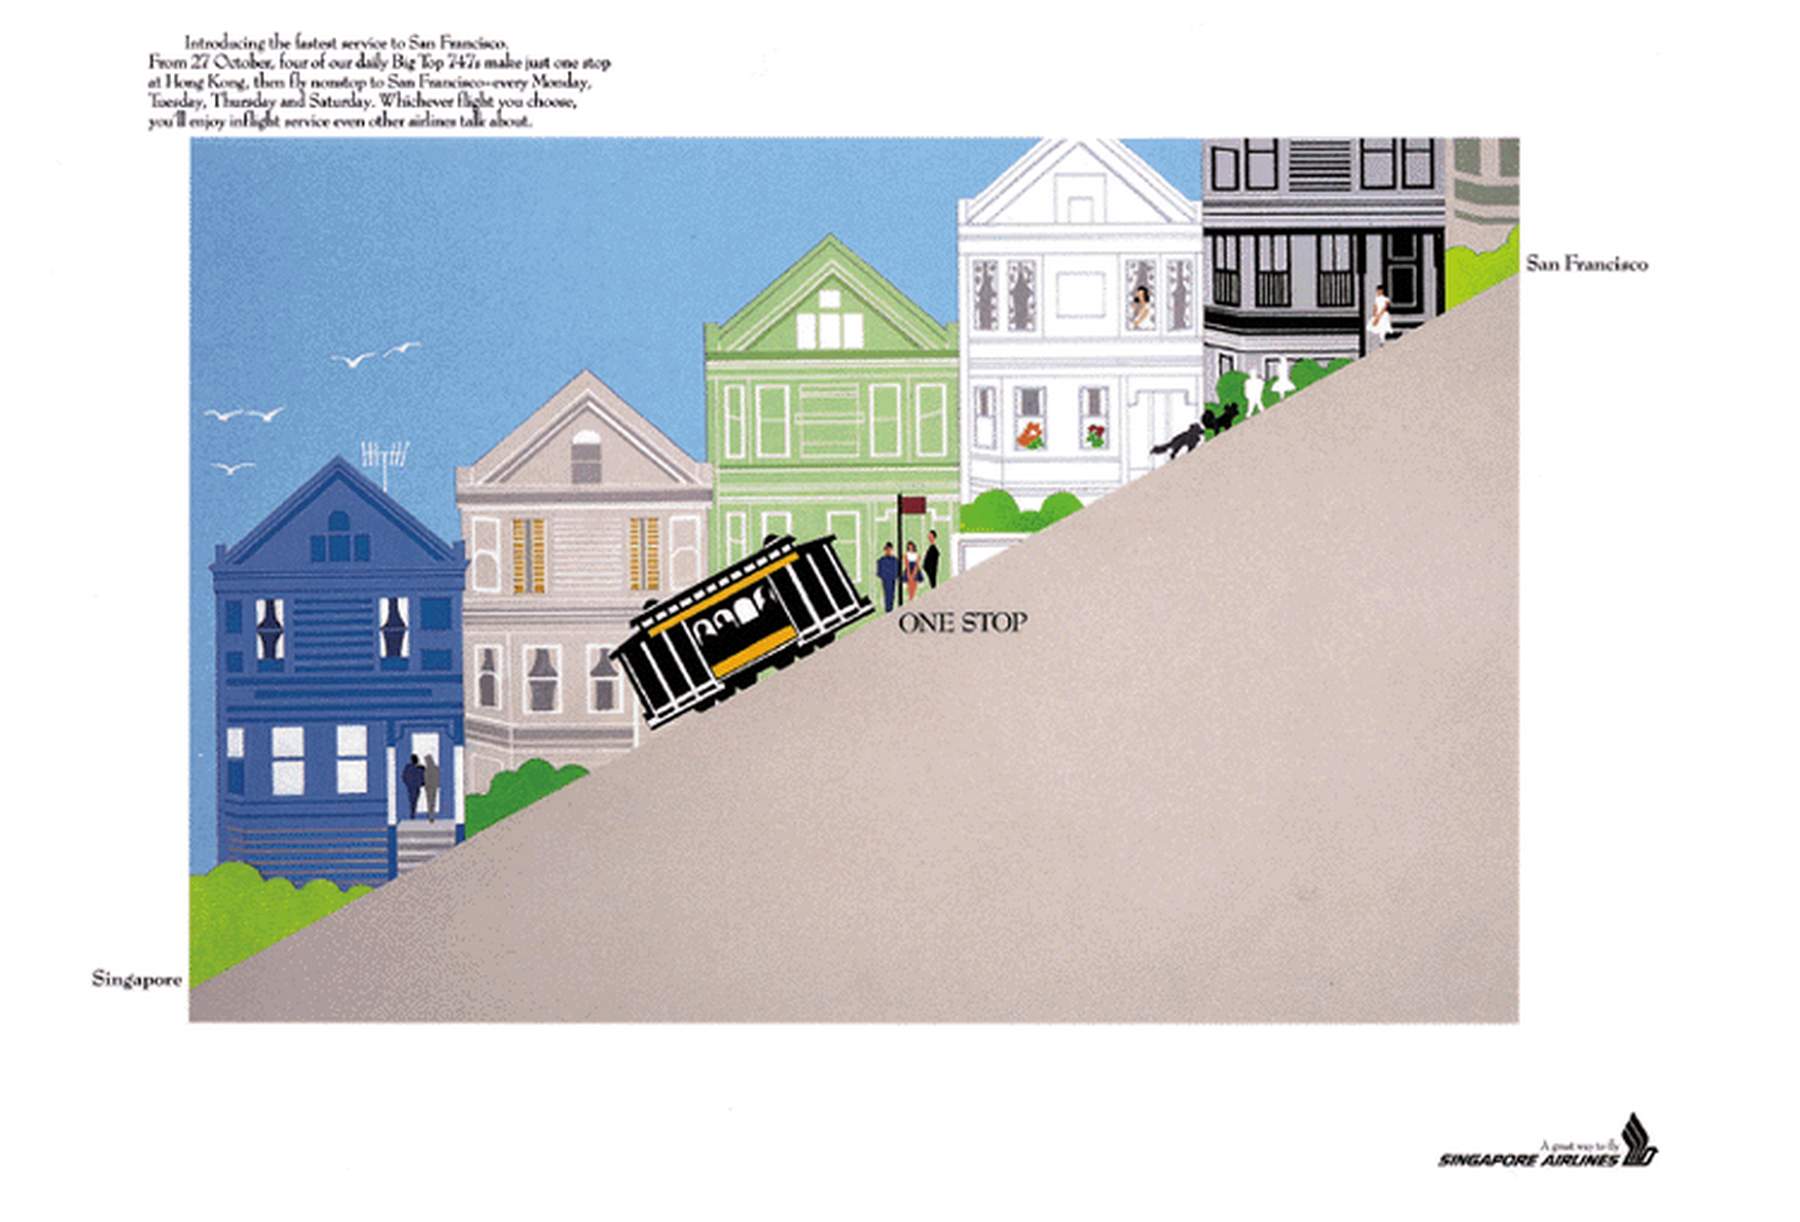 Introducing the fastest service to San Francisco.
From 27 October, four of our daily Big Top 747s make just one stop
at Hong Kong, then fly nonstop to San Francisco–every Monday,
Tuesday, Thursday and Saturday. Whichever flight you choose,
you'll enjoy inflight service even other airlines talk about.
San Francisco
ONE STOP
Singapore
A great way to fly
SINGAPORE AIRLINES